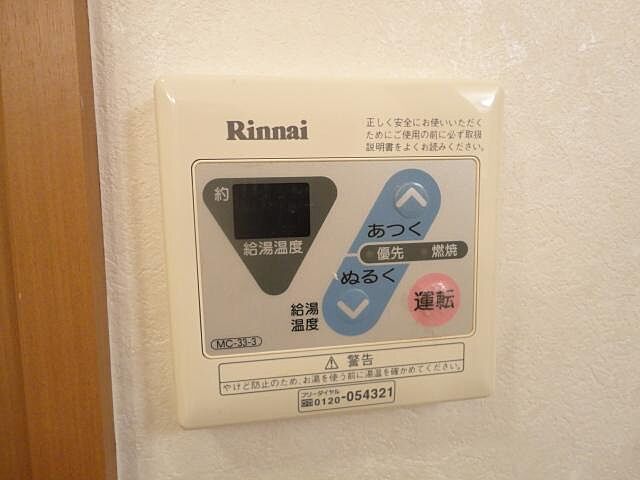 Rinnai
正しく安全にお使いいただく
ためにご使用の前に必ず取扱
説明書をよくお読みください。
約
給湯温度
あつく
優先 燃焼
ぬるく
給湯
温度
運転
MC-33-3
⚠ 警告
やけど防止のため、お湯を使う前に湯温を確かめてください。
フリーダイヤル
0120-054321